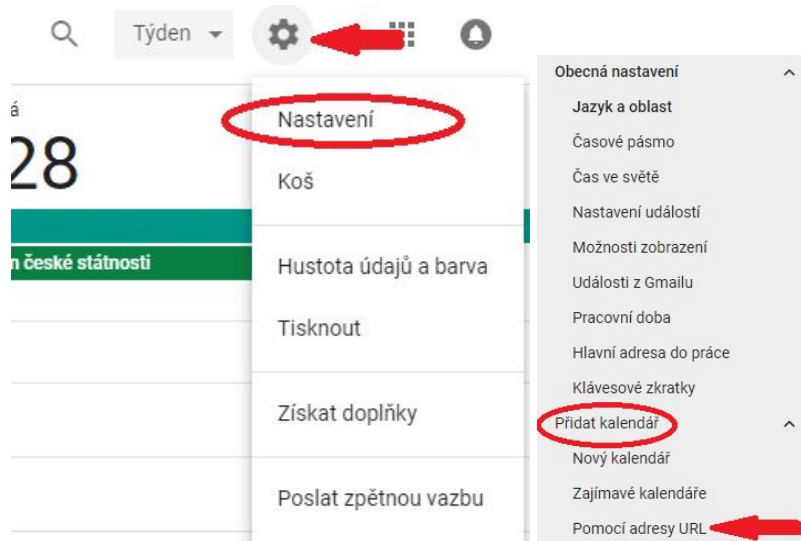 Týden
á
28
n české státnosti
Nastavení
Koš
Hustota údajů a barva
Tisknout
Získat doplňky
Poslat zpětnou vazbu
Obecná nastavení
Jazyk a oblast
Časové pásmo
Čas ve světě
Nastavení událostí
Možnosti zobrazení
Události z Gmailu
Pracovní doba
Hlavní adresa do práce
Klávesové zkratky
Přidat kalendář
Nový kalendář
Zajímavé kalendáře
Pomocí adresy URL